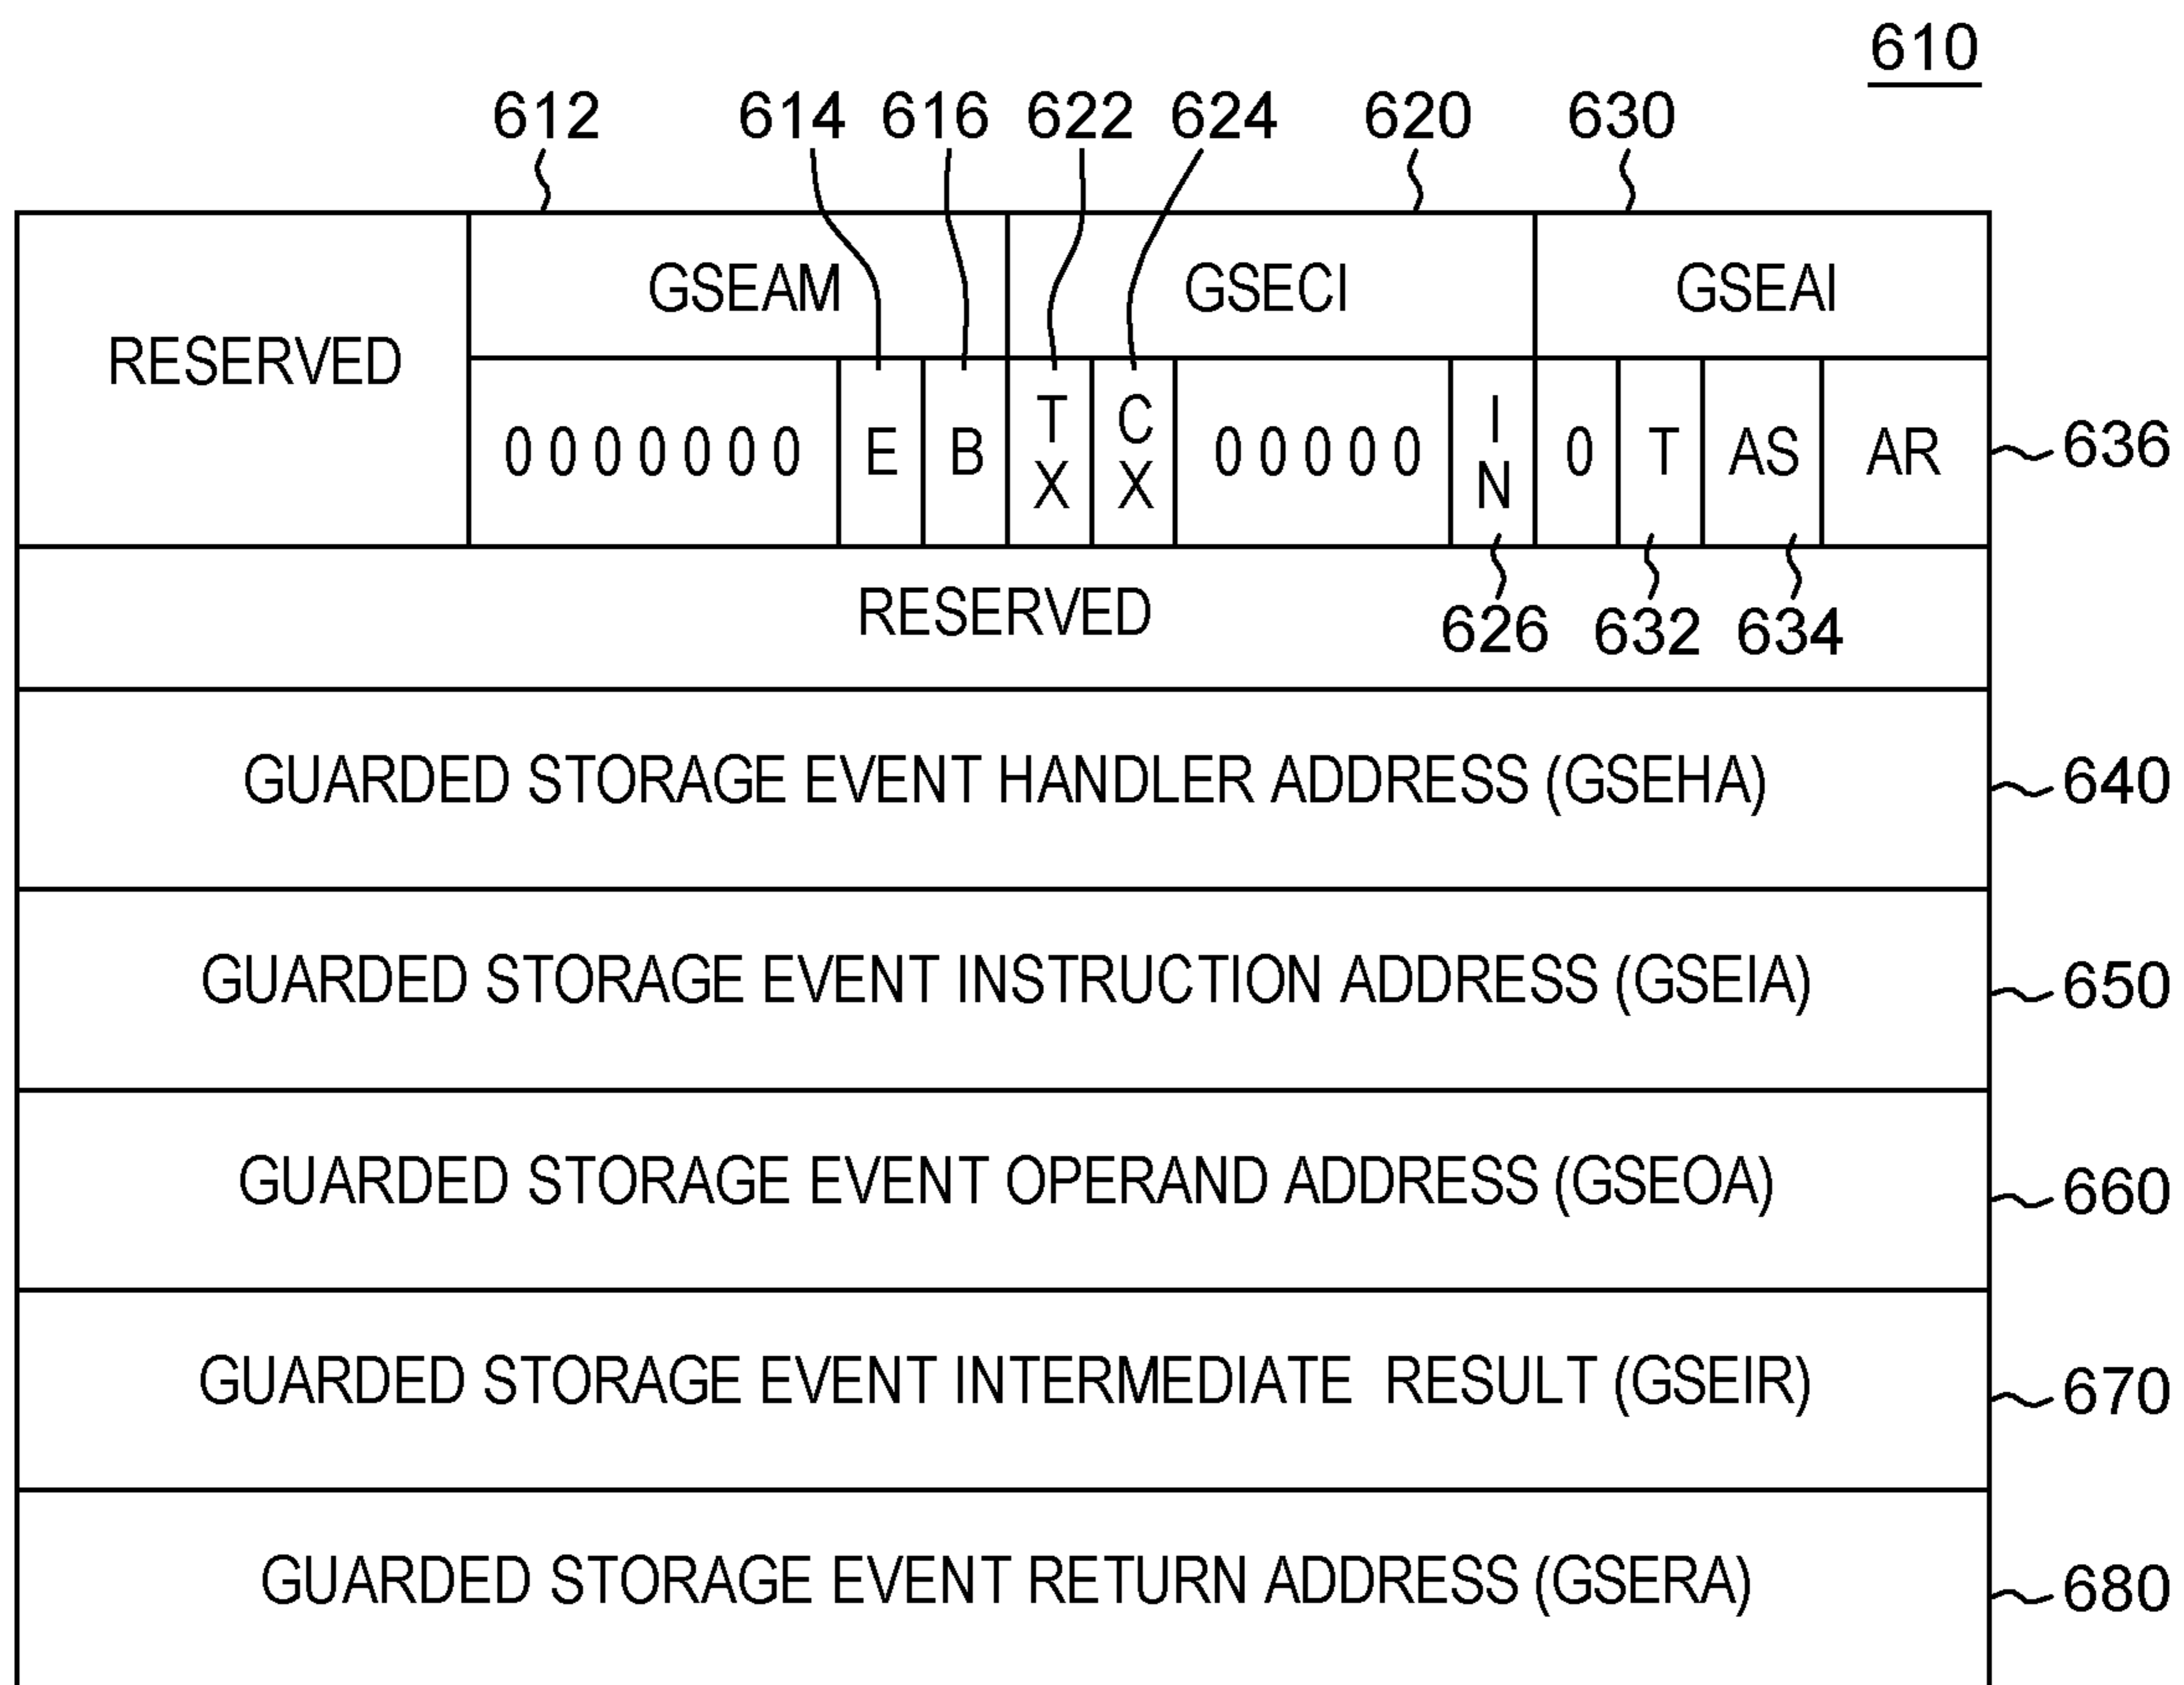 610
612 614 616 622 624 620 630
RESERVED GSEAM GSECI GSEAI
0 0 0 0 0 0 0 E B TX CX 0 0 0 0 0 IN 0 T AS AR 636
RESERVED 626 632 634
GUARDED STORAGE EVENT HANDLER ADDRESS (GSEHA) 640
GUARDED STORAGE EVENT INSTRUCTION ADDRESS (GSEIA) 650
GUARDED STORAGE EVENT OPERAND ADDRESS (GSEOA) 660
GUARDED STORAGE EVENT INTERMEDIATE RESULT (GSEIR) 670
GUARDED STORAGE EVENT RETURN ADDRESS (GSERA) 680